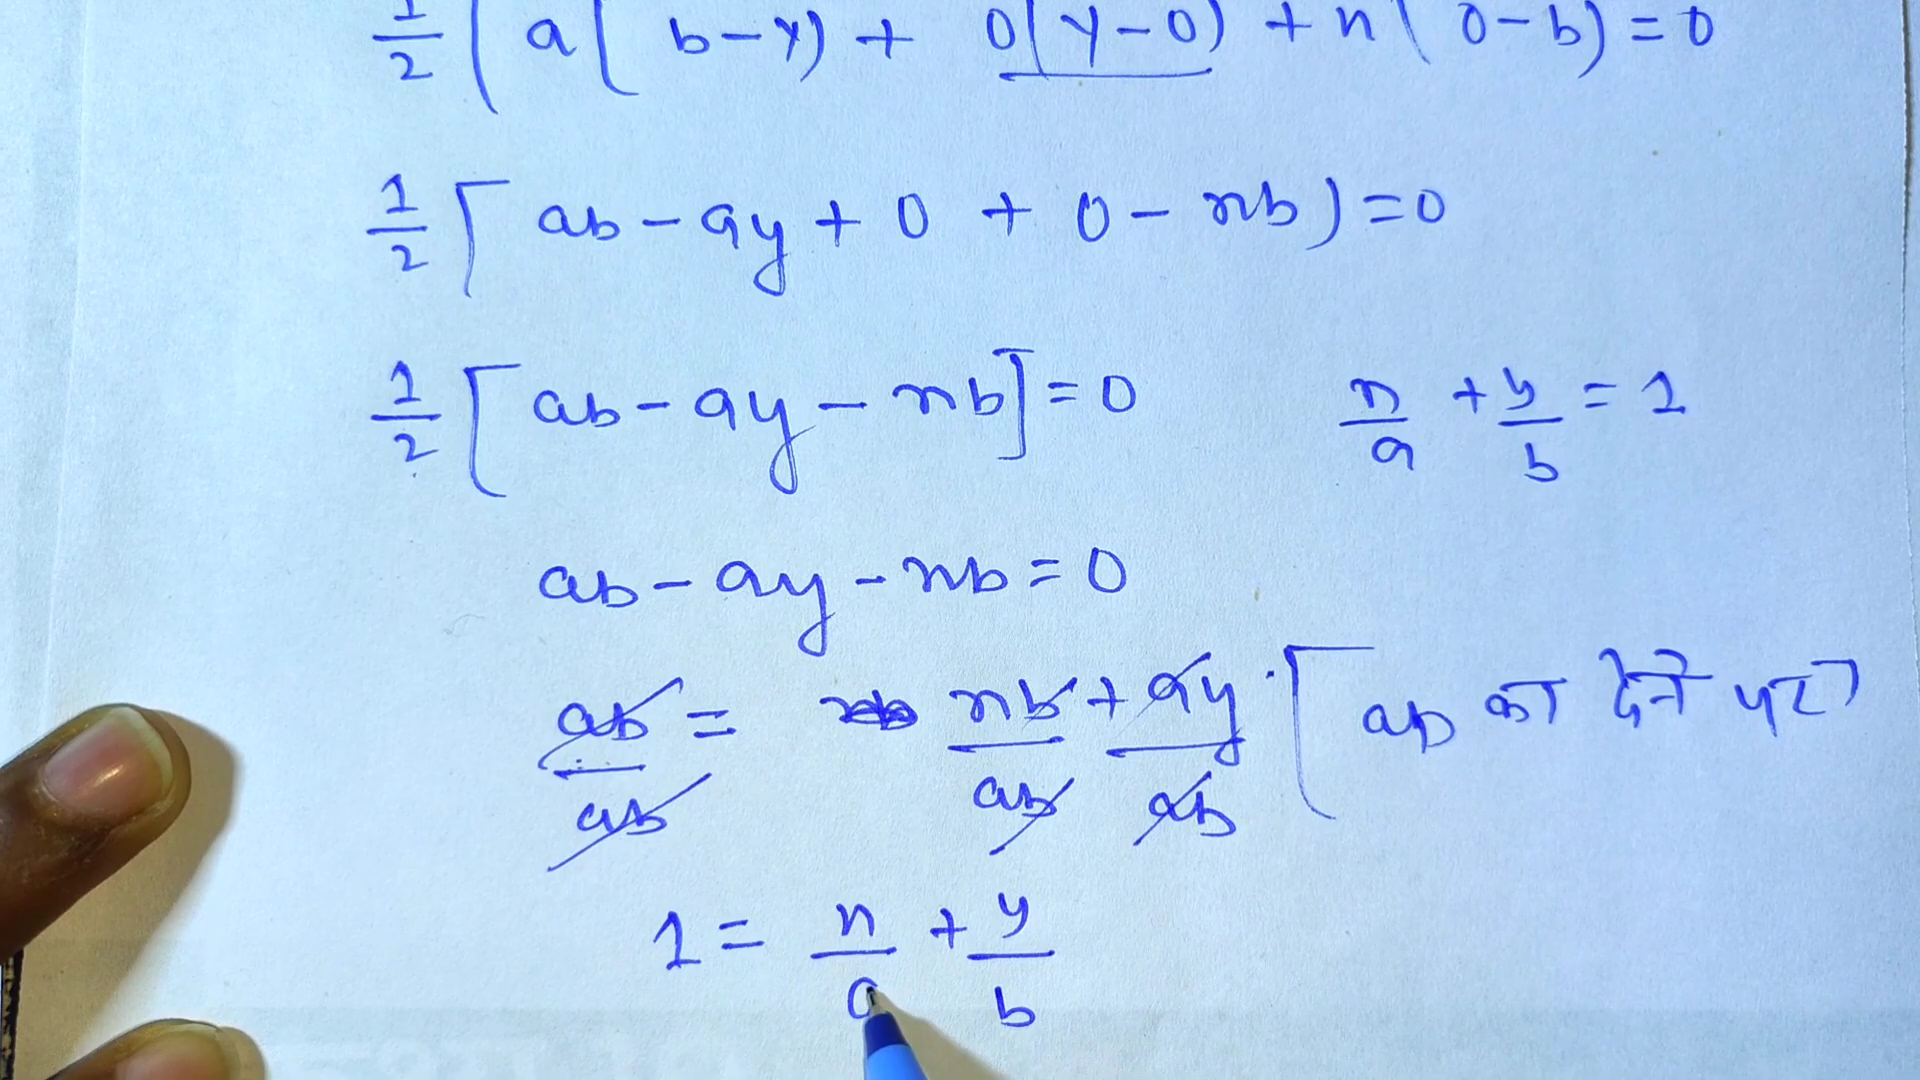 1/2 ( a( b-y) + 0(y-0) + x( 0-b) = 0
1/2 [ ab - ay + 0 + 0 - xb) = 0
1/2 [ ab - ay - xb] = 0
x/a + y/b = 1
ab - ay - xb = 0
ab/ab = xb/ab + ay/ab [ ab का देने पर ]
1 = x/a + y/b